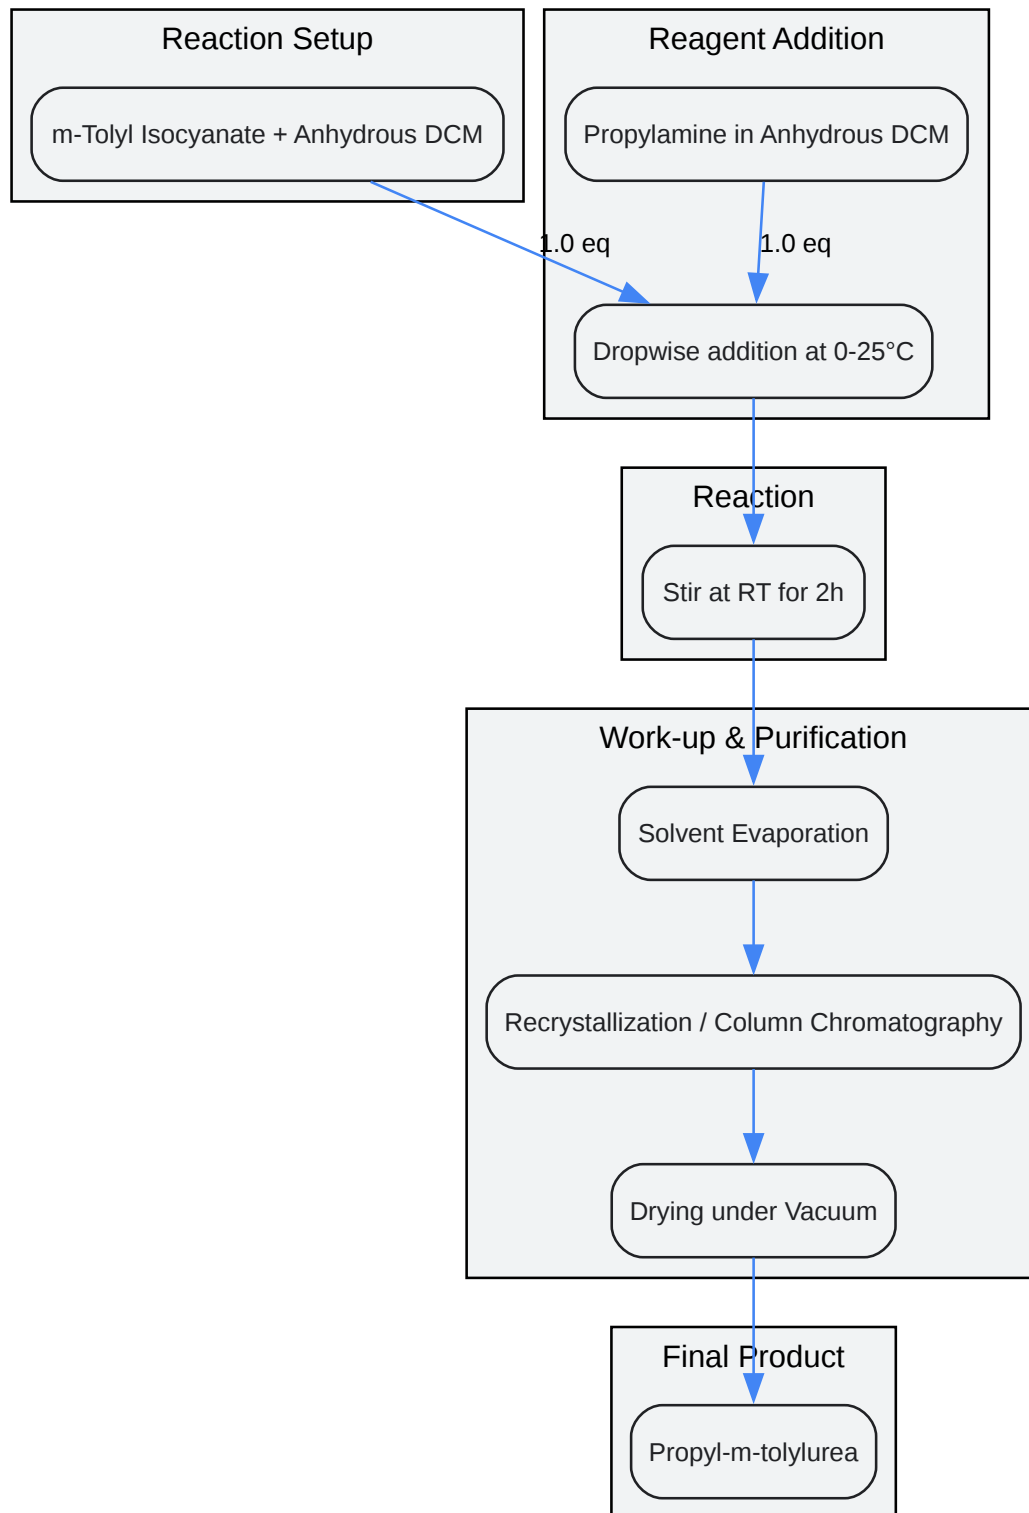 Reaction Setup
m-Tolyl Isocyanate + Anhydrous DCM
Reagent Addition
Propylamine in Anhydrous DCM
1.0 eq
1.0 eq
Dropwise addition at 0-25°C
Reaction
Stir at RT for 2h
Work-up & Purification
Solvent Evaporation
Recrystallization / Column Chromatography
Drying under Vacuum
Final Product
Propyl-m-tolylurea